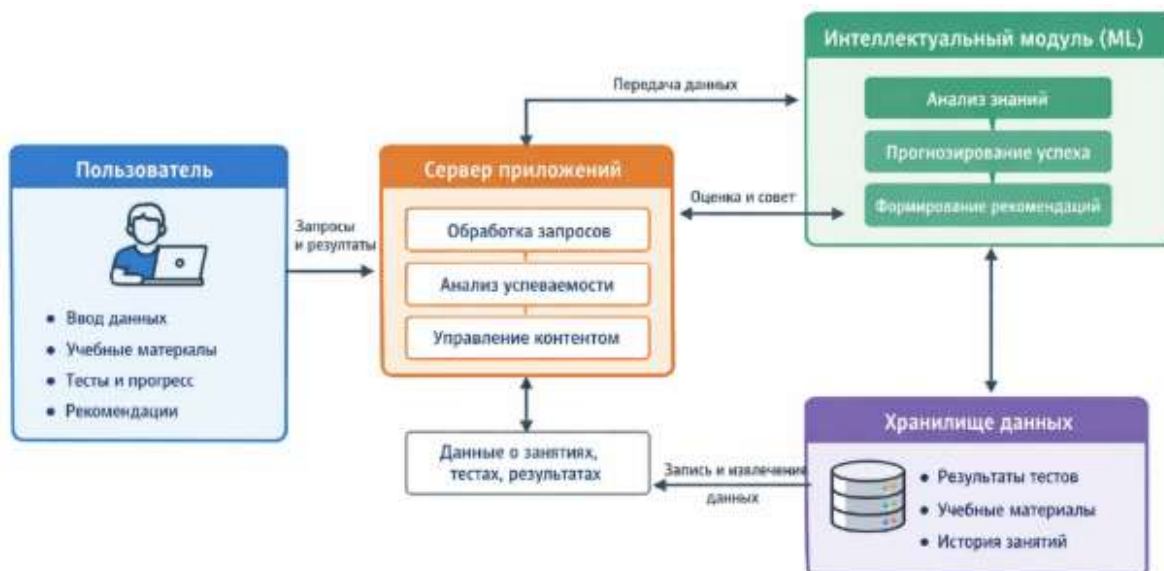 Интеллектуальный модуль (ML)
Анализ знаний
Прогнозирование успеха
Формирование рекомендаций
Передача данных
Пользователь
Ввод данных
Учебные материалы
Тесты и прогресс
Рекомендации
Запросы
и резултаты
Сервер приложений
Обработка запросов
Анализ успеваемости
Управление контентом
Оценка и совет
Данные о занятиях,
тестах, результатах
Запись и извлечение
данных
Хранилище данных
Результаты тестов
Учебные материалы
История занятий